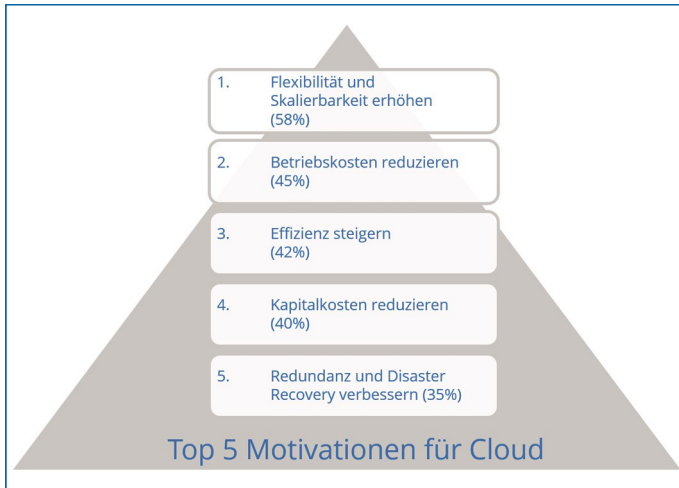 1. Flexibilität und
Skalierbarkeit erhöhen
(58%)
2. Betriebskosten reduzieren
(45%)
3. Effizienz steigern
(42%)
4. Kapitalkosten reduzieren
(40%)
5. Redundanz und Disaster
Recovery verbessern (35%)
Top 5 Motivationen für Cloud